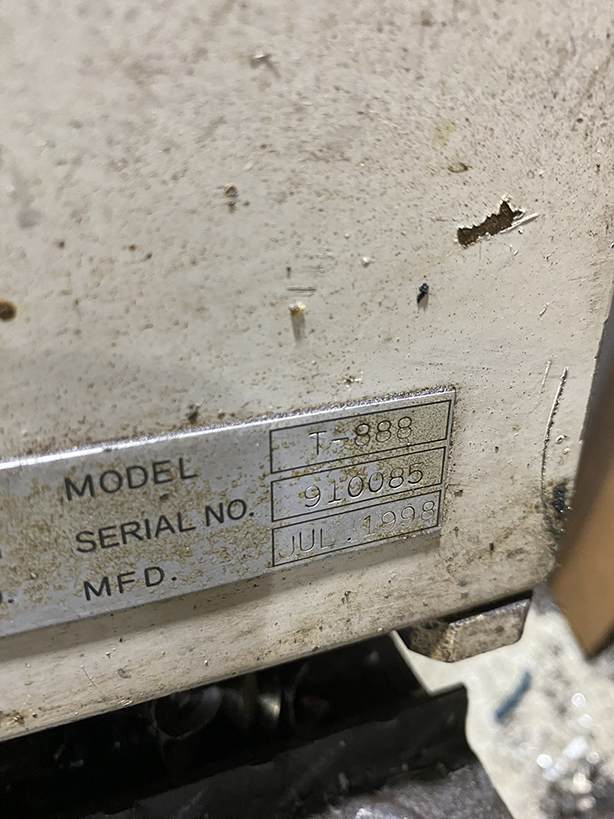 MODEL T-888
SERIAL NO. 910085
MFD. JUL.1998